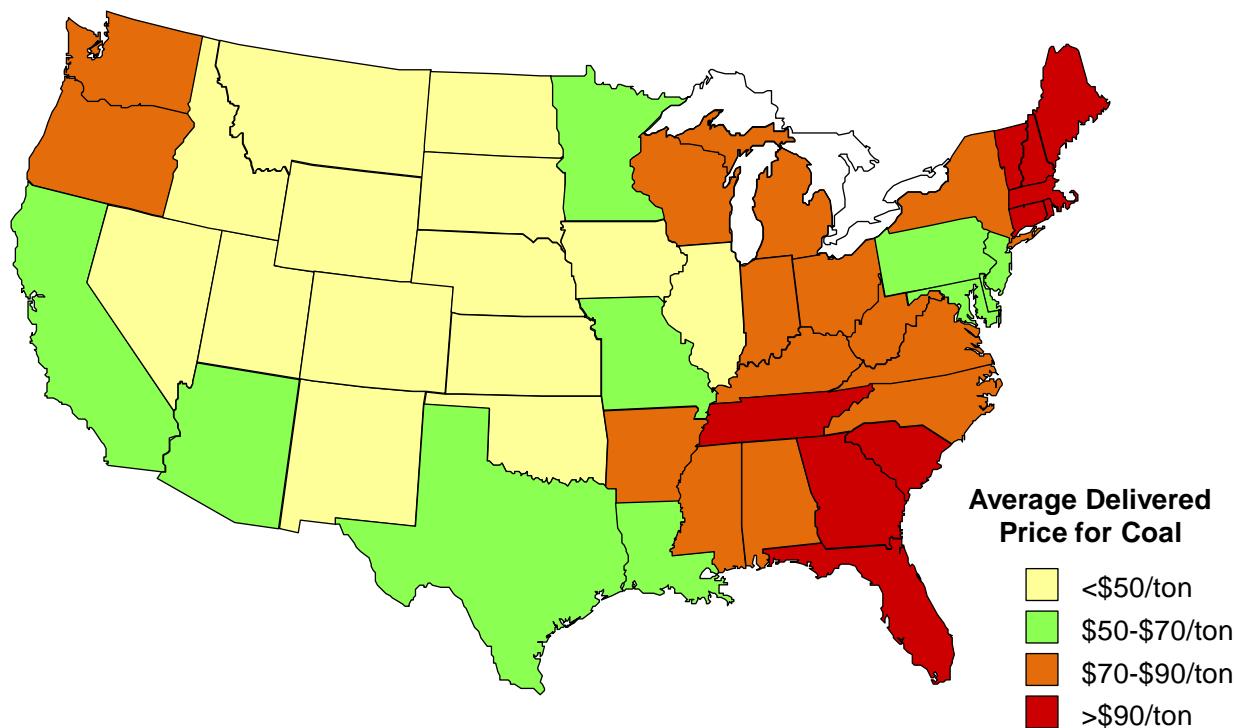 Average Delivered
Price for Coal
<$50/ton
$50-$70/ton
$70-$90/ton
>$90/ton